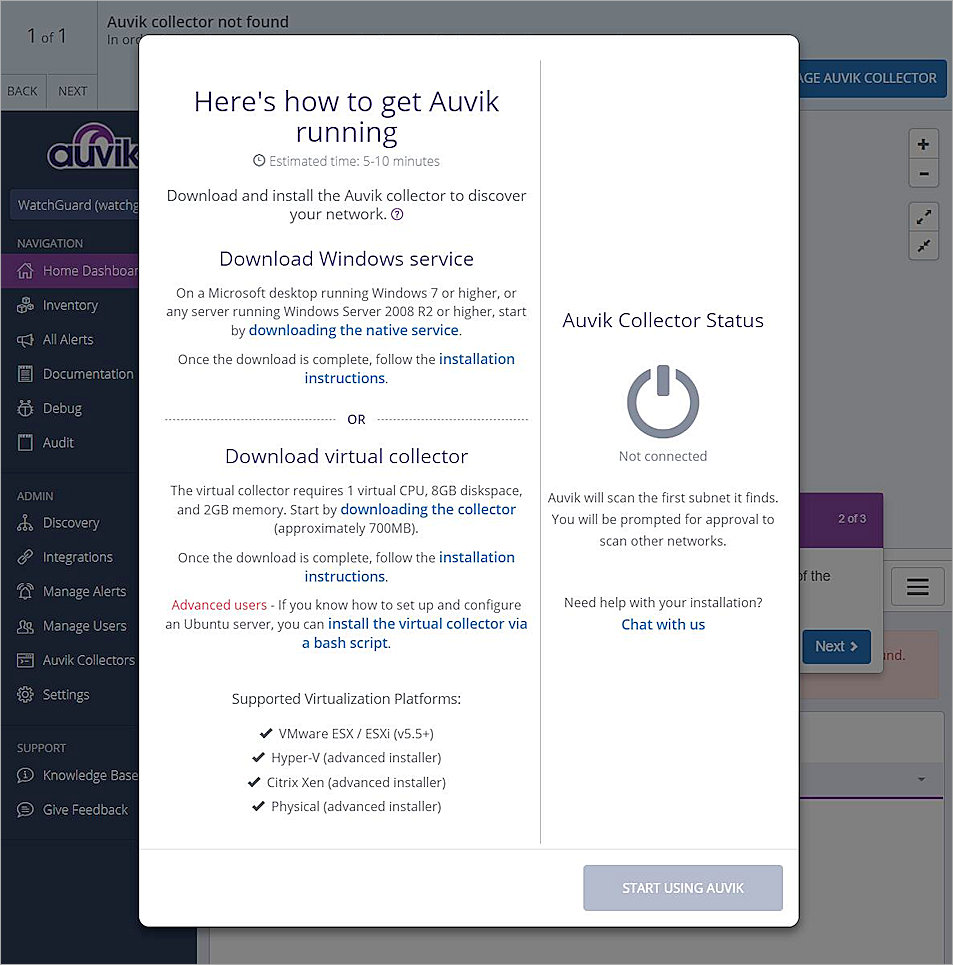 1 of 1
Auvik collector not found
In
BACK
NEXT
AUVIK COLLECTOR
auvik
WatchGuard
NAVIGATION
Home
Inventory
All Alerts
Documentation
Debug
Audit
ADMIN
Discovery
Integrations
Manage Alerts
Manage Users
Auvik Collectors
Settings
SUPPORT
Knowledge Base
Give Feedback
Here's how to get Auvik
running
Estimated time: 5-10 minutes
Download and install the Auvik collector to discover
your network. ?
Download Windows service
On a Microsoft desktop running Windows 7 or higher, or
any server running Windows Server 2008 R2 or higher, start
by downloading the native service.
Once the download is complete, follow the installation
instructions.
OR
Download virtual collector
The virtual collector requires 1 virtual CPU, 8GB diskspace,
and 2GB memory. Start by downloading the collector
(approximately 700MB).
Once the download is complete, follow the installation
instructions.
Advanced users - If you know how to set up and configure
an Ubuntu server, you can install the virtual collector via
a bash script.
Supported Virtualization Platforms:
VMware ESX / ESXi (v5.5+)
Hyper-V (advanced installer)
Citrix Xen (advanced installer)
Physical (advanced installer)
Auvik Collector Status
Not connected
Auvik will scan the first subnet it finds.
You will be prompted for approval to
scan other networks.
Need help with your installation?
Chat with us
START USING AUVIK
2 of 3
of the
Next